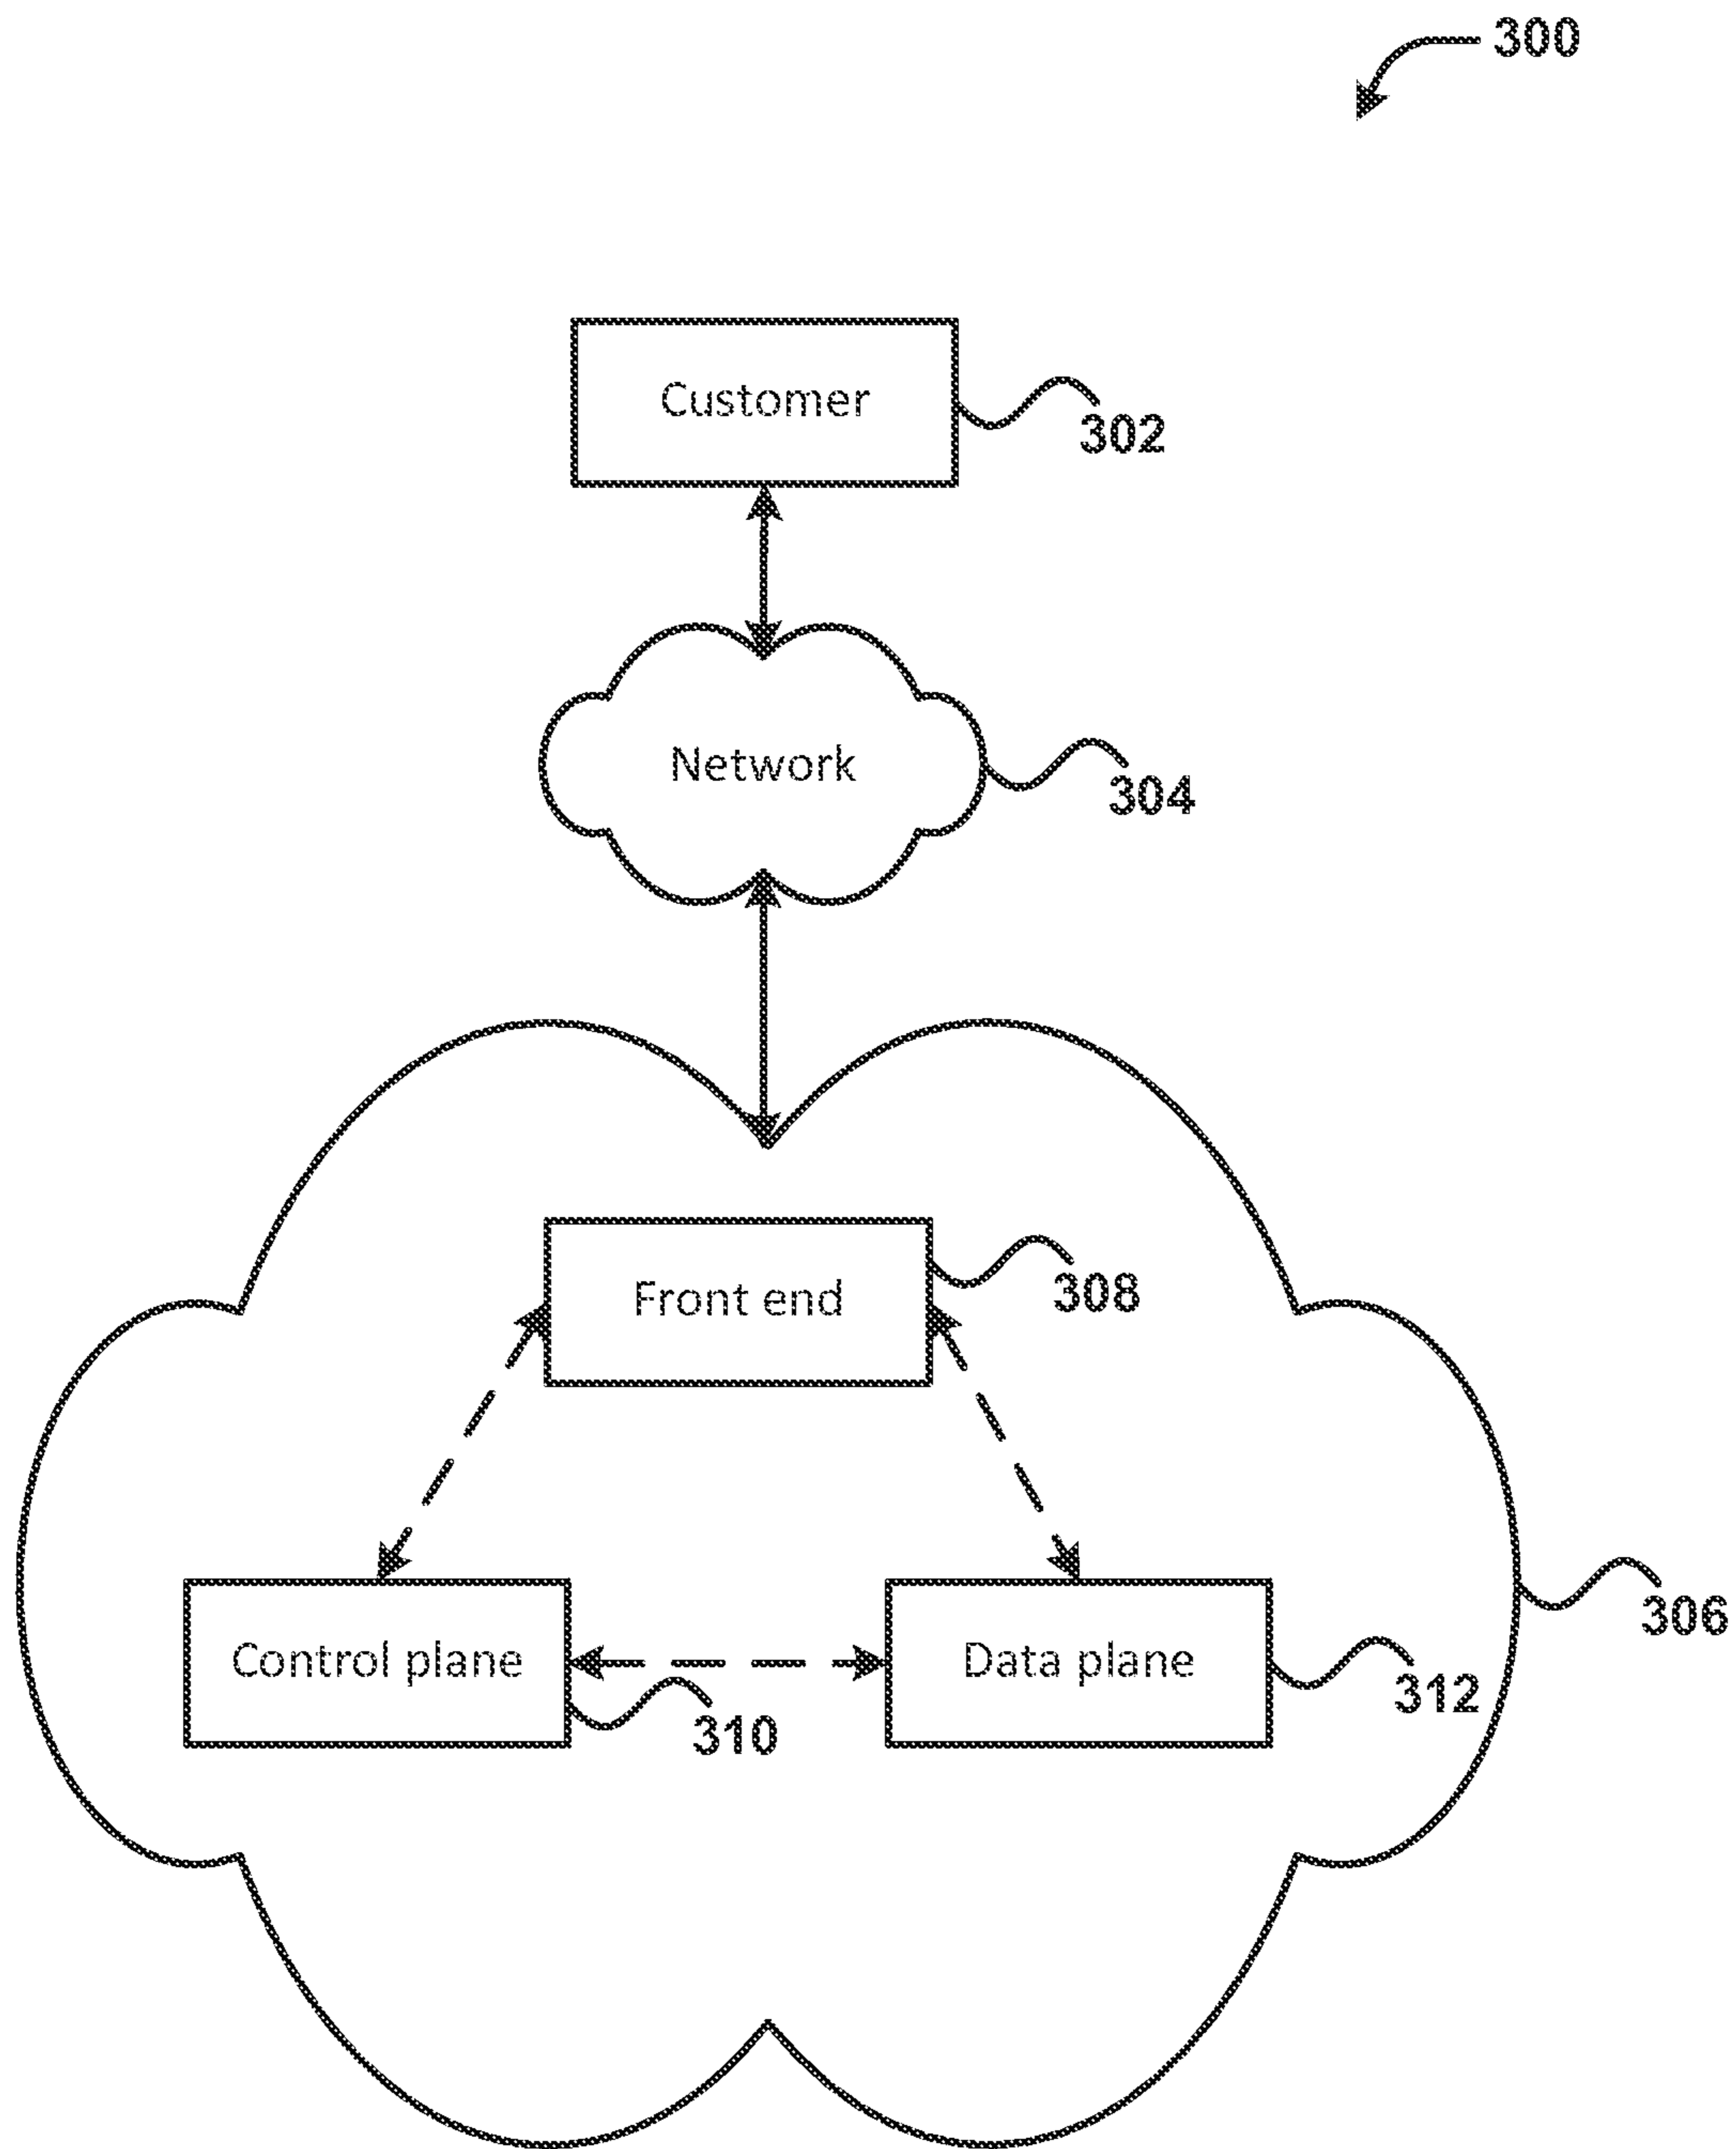 300
Customer
302
Network
304
Front end
308
306
Control plane
Data plane
312
310